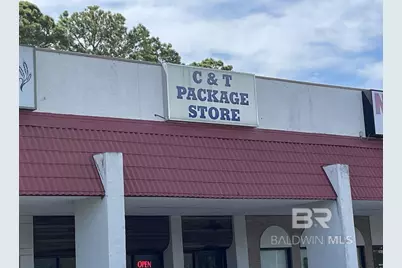 C & T
PACKAGE
STORE
N
OPEN
BR
BALDWIN MLS